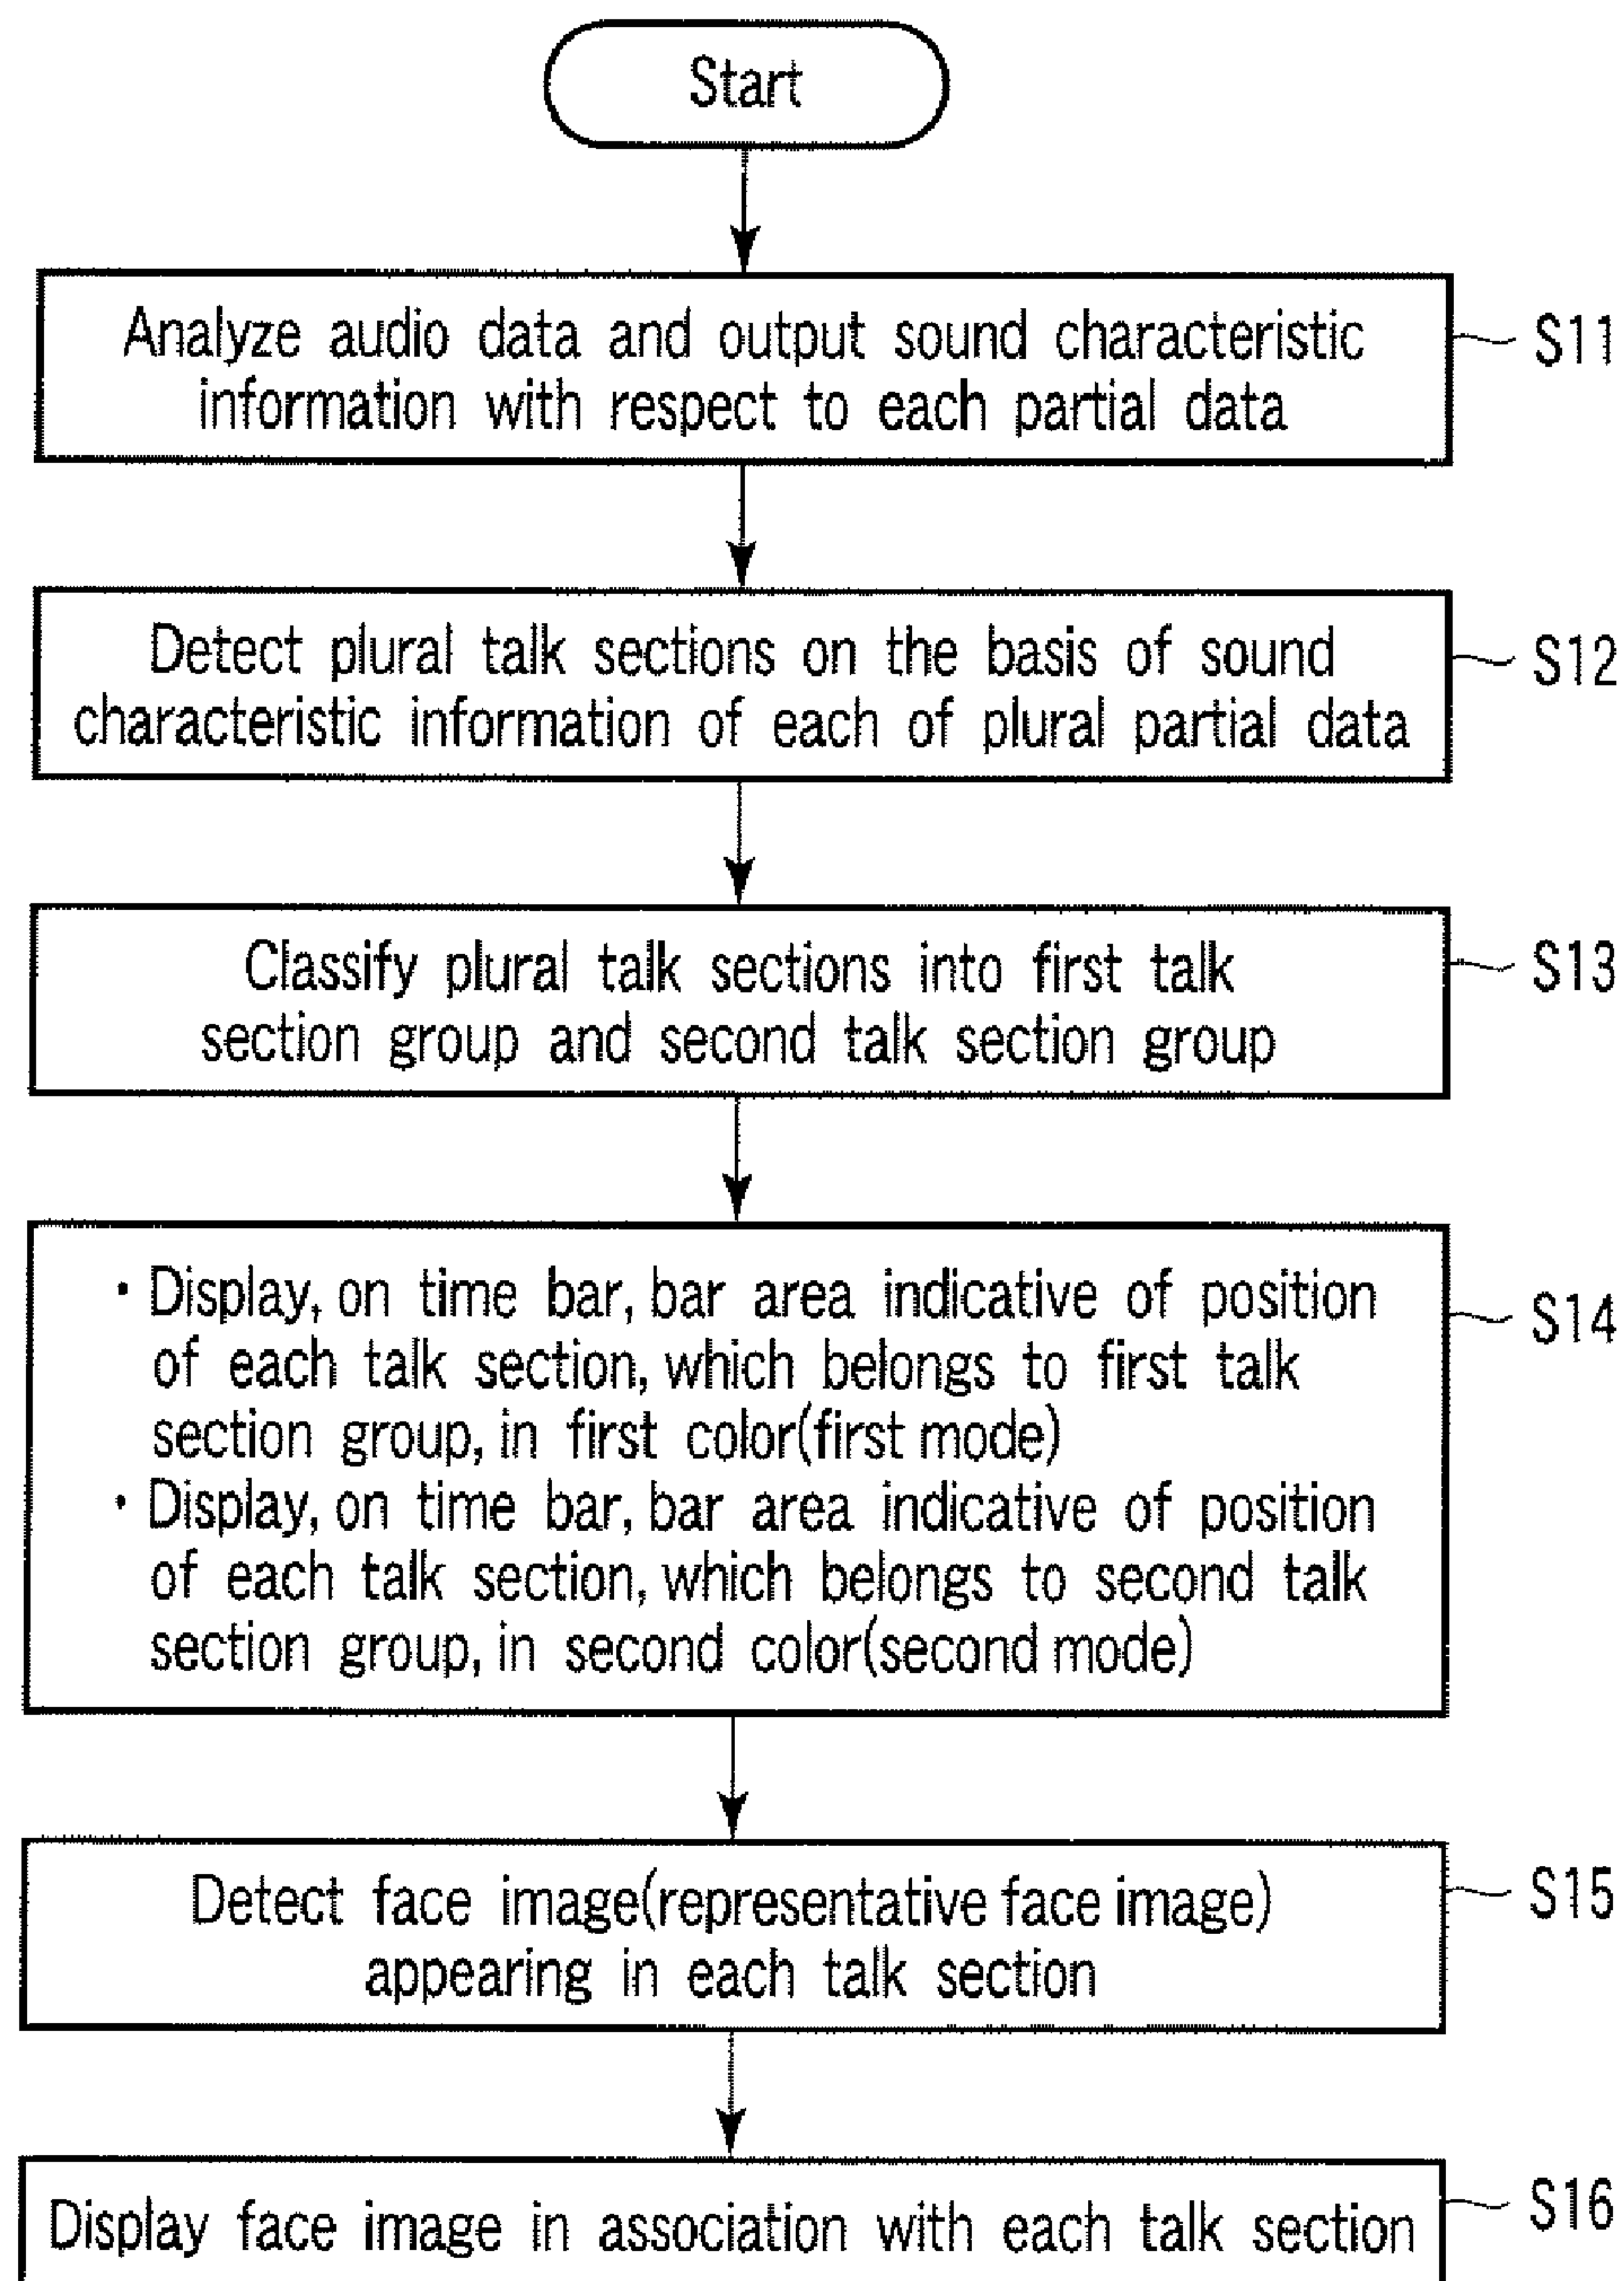 Start
Analyze audio data and output sound characteristic
information with respect to each partial data
S11
Detect plural talk sections on the basis of sound
characteristic information of each of plural partial data
S12
Classify plural talk sections into first talk
section group and second talk section group
S13
・Display, on time bar, bar area indicative of position
of each talk section, which belongs to first talk
section group, in first color(first mode)
・Display, on time bar, bar area indicative of position
of each talk section, which belongs to second talk
section group, in second color(second mode)
S14
Detect face image(representative face image)
appearing in each talk section
S15
Display face image in association with each talk section
S16